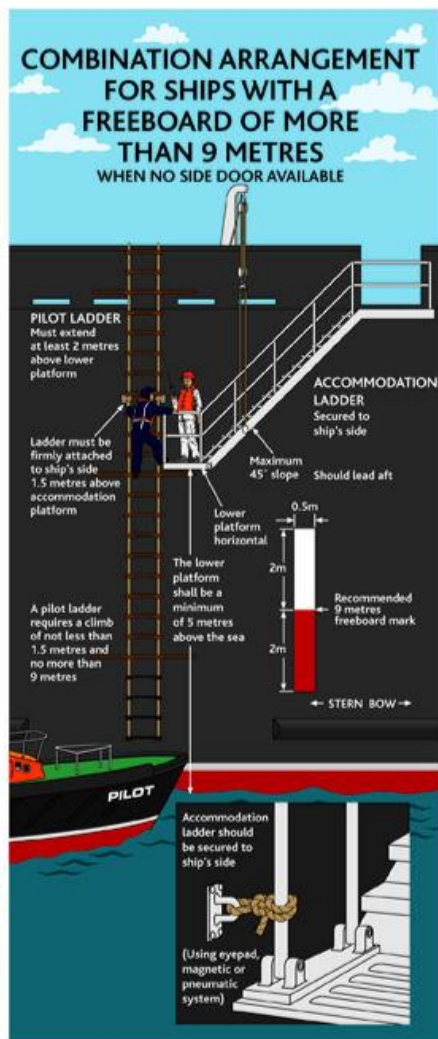 COMBINATION ARRANGEMENT
FOR SHIPS WITH A
FREEBOARD OF MORE
THAN 9 METRES
WHEN NO SIDE DOOR AVAILABLE
PILOT LADDER
Must extend
at least 2 metres
above lower
platform
Ladder must be
firmly attached
to ship's side
1.5 metres above
accommodation
platform
A pilot ladder
requires a climb
of not less than
1.5 metres and
no more than
9 metres
ACCOMMODATION
LADDER
Secured to
ship's side
Maximum
45° slope
Should lead aft
Lower
platform
horizontal
The lower
platform
shall be a
minimum
of 5 metres
above the sea
0.5m
2m
2m
Recommended
9 metres
freeboard mark
STERN BOW
PILOT
Accommodation
ladder should
be secured to
ship's side
(Using eyepad,
magnetic or
pneumatic
system)